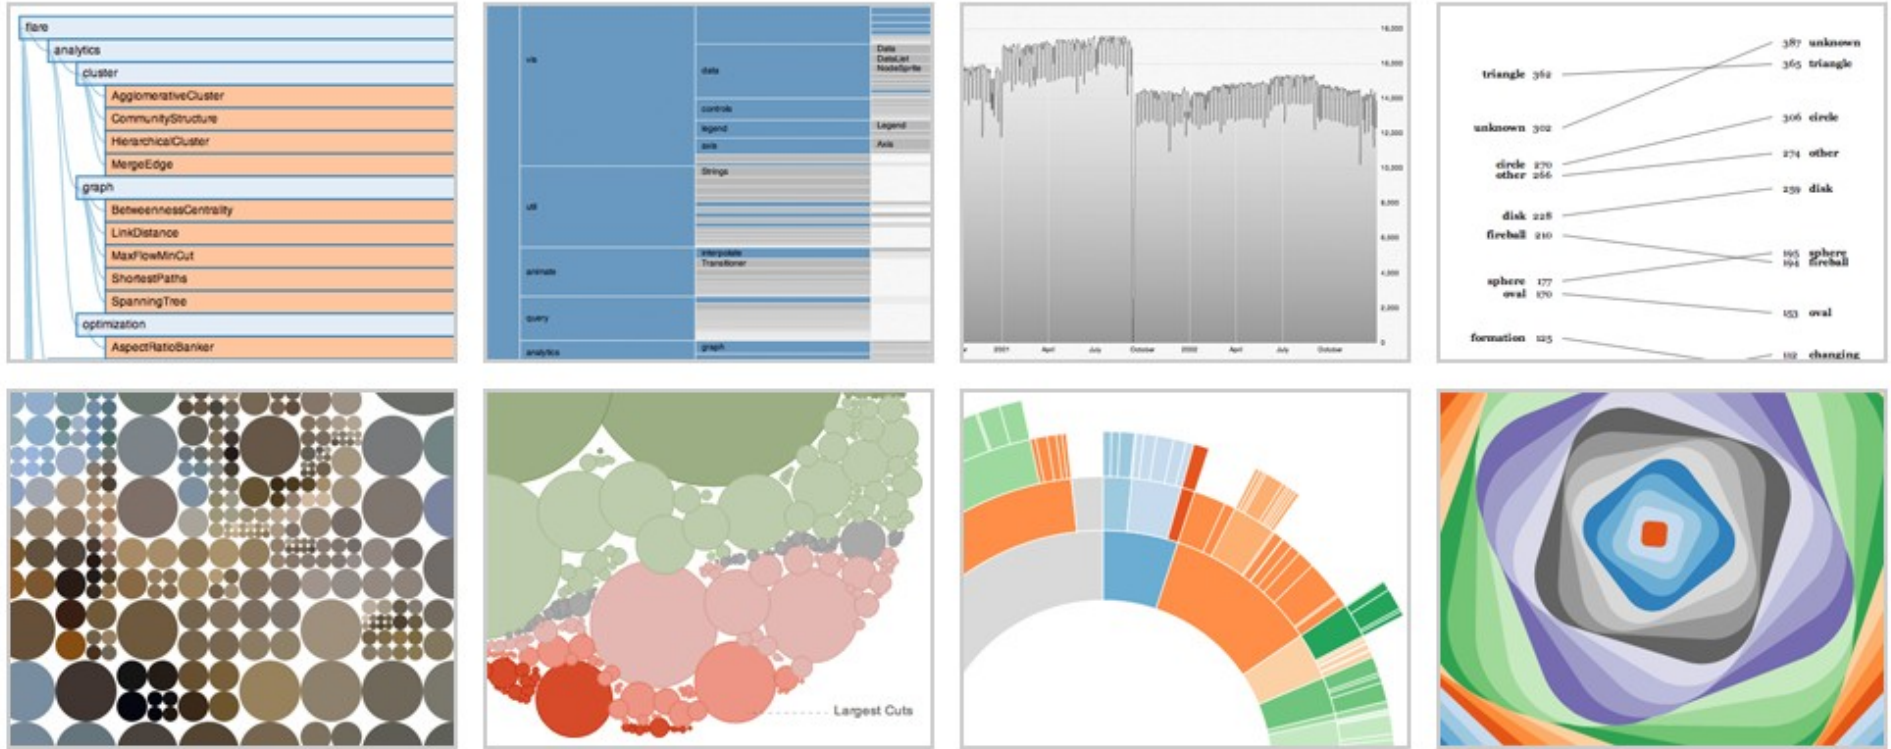 flare
analytics
cluster
AgglomerativeCluster
CommunityStructure
HierarchicalCluster
MergeEdge
graph
BetweennessCentrality
LinkDistance
MaxFlowMinCut
ShortestPaths
SpanningTree
optimization
AspectRatioBanker
vis
data
controls
legend
axis
Data
DataList
NodeSprite
Legend
Axis
util
Strings
animate
interpolate
Transitioner
query
analytics
graph
16,000
14,000
12,000
10,000
8,000
6,000
4,000
2,000
0
2001 April July October 2002 April July October
387 unknown
365 triangle
triangle 362
306 circle
unknown 302
274 other
circle 270
other 266
259 disk
disk 228
fireball 210
195 sphere
194 fireball
sphere 177
oval 170
153 oval
formation 125
112 changing
Largest Cuts